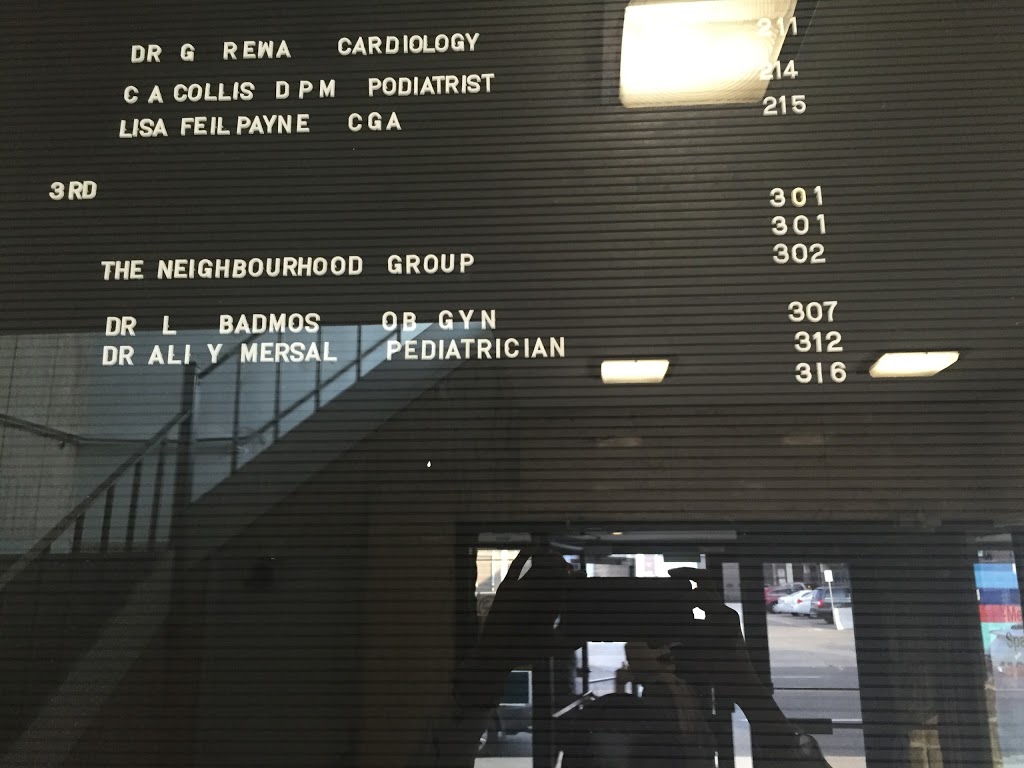 DR G REWA CARDIOLOGY 211
C A COLLIS D P M PODIATRIST 214
LISA FEIL PAYNE C G A 215
3RD 301
301
THE NEIGHBOURHOOD GROUP 302
DR L BADMOS OB GYN 307
DR ALI Y MERSAL PEDIATRICIAN 312
316